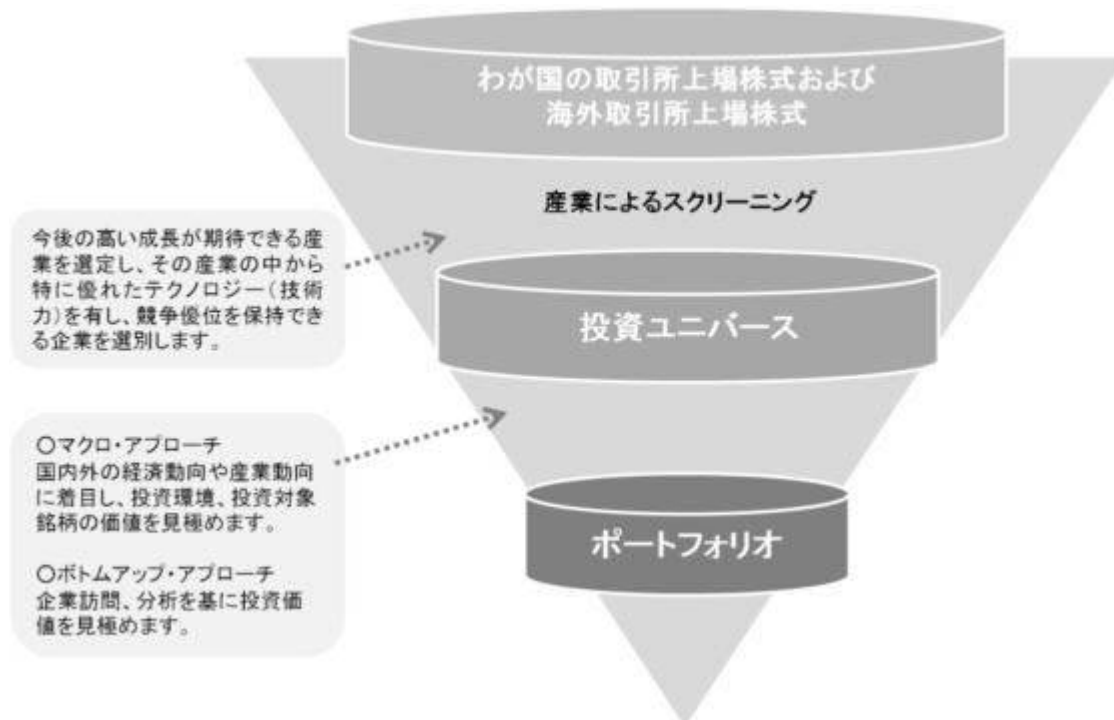 わが国の取引所上場株式および
海外取引所上場株式
産業によるスクリーニング
今後の高い成長が期待できる産
業を選定し、その産業の中から
特に優れたテクノロジー(技術
力)を有し、競争優位を保持でき
る企業を選別します。
投資ユニバース
○マクロ・アプローチ
国内外の経済動向や産業動向
に着目し、投資環境、投資対象
銘柄の価値を見極めます。
○ボトムアップ・アプローチ
企業訪問、分析を基に投資価
値を見極めます。
ポートフォリオ